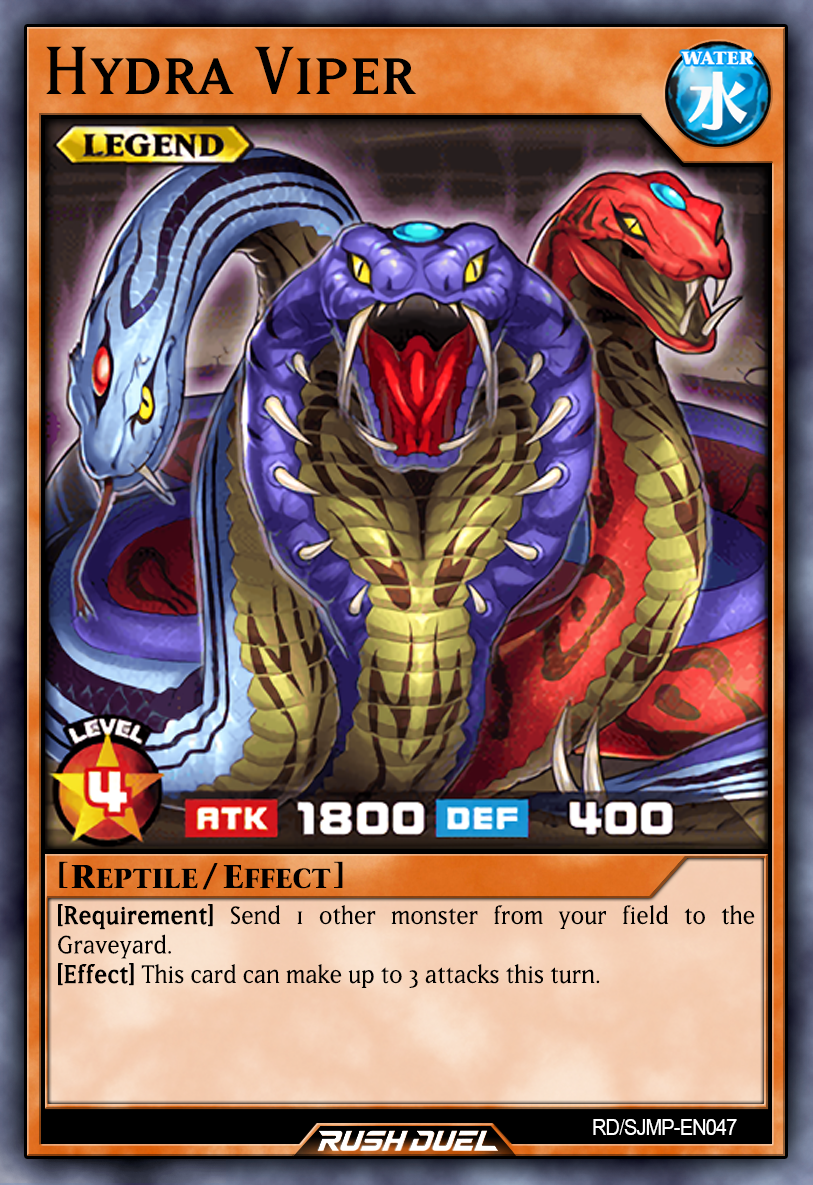 Hydra Viper
WATER
水
LEGEND
LEVEL
4
ATK 1800 DEF 400
[Reptile/Effect]
[Requirement] Send 1 other monster from your field to the
Graveyard.
[Effect] This card can make up to 3 attacks this turn.
RUSH DUEL
RD/SJMP-EN047